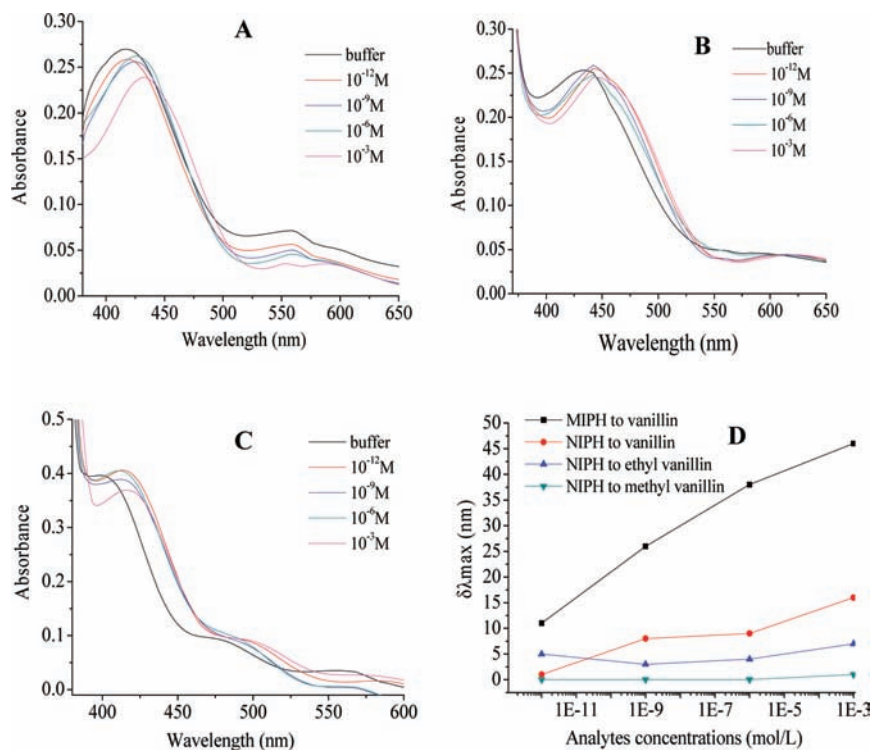 A
buffer
10⁻¹²M
10⁻⁹M
10⁻⁶M
10⁻³M
Absorbance
0.30
0.25
0.20
0.15
0.10
0.05
0.00
400 450 500 550 600 650
Wavelength (nm)
B
buffer
10⁻¹²M
10⁻⁹M
10⁻⁶M
10⁻³M
Absorbance
0.30
0.25
0.20
0.15
0.10
0.05
0.00
400 450 500 550 600 650
Wavelength (nm)
C
buffer
10⁻¹²M
10⁻⁹M
10⁻⁶M
10⁻³M
Absorbance
0.5
0.4
0.3
0.2
0.1
0.0
400 450 500 550 600
Wavelength (nm)
D
MIPH to vanillin
NIPH to vanillin
NIPH to ethyl vanillin
NIPH to methyl vanillin
δλmax (nm)
50
45
40
35
30
25
20
15
10
5
0
1E-11 1E-9 1E-7 1E-5 1E-3
Analytes concentrations (mol/L)